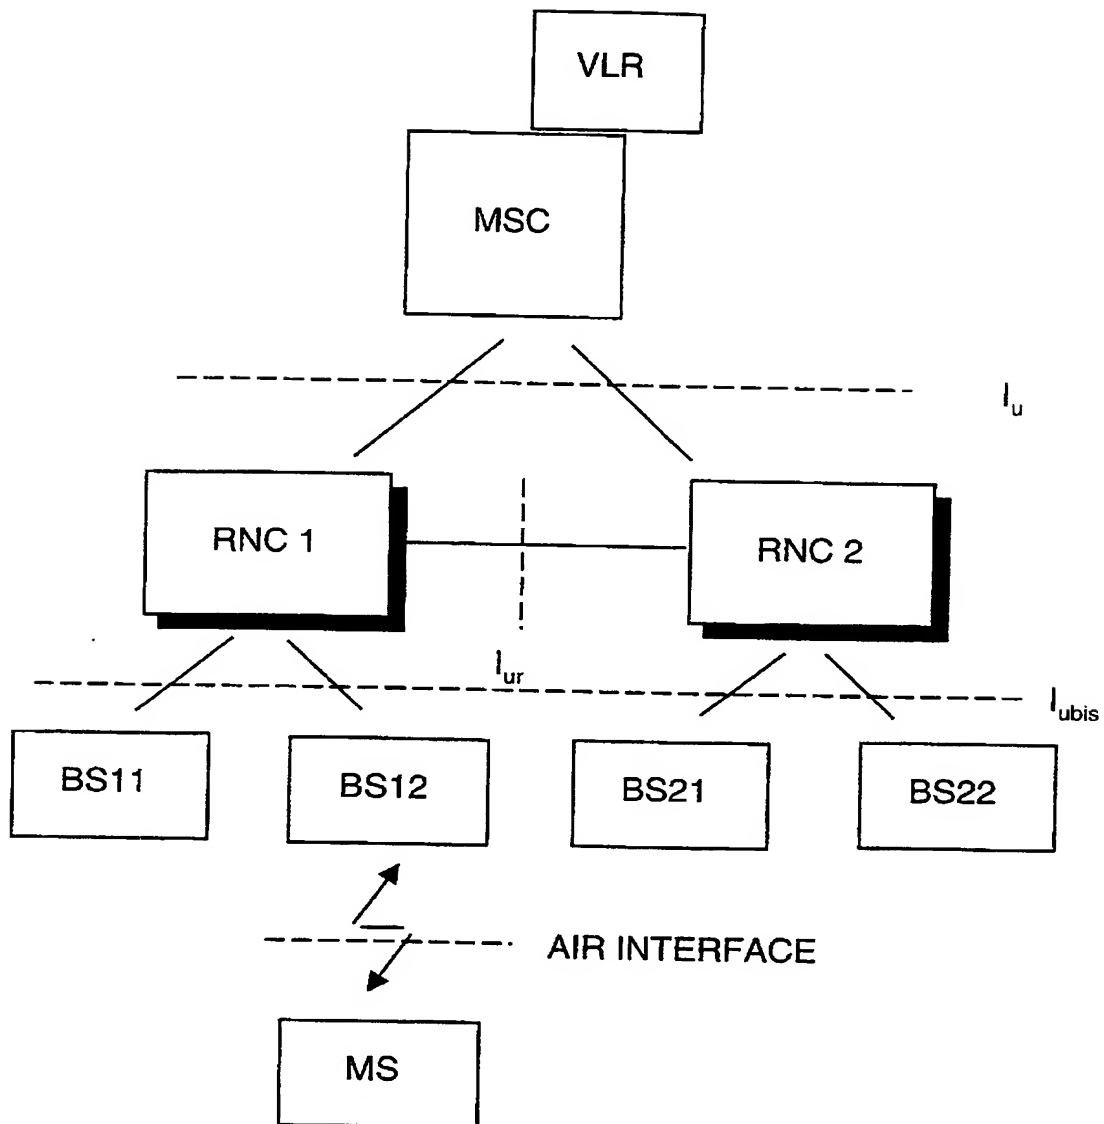 VLR
MSC
Iu
RNC 1
RNC 2
Iur
Iubis
BS11
BS12
BS21
BS22
AIR INTERFACE
MS